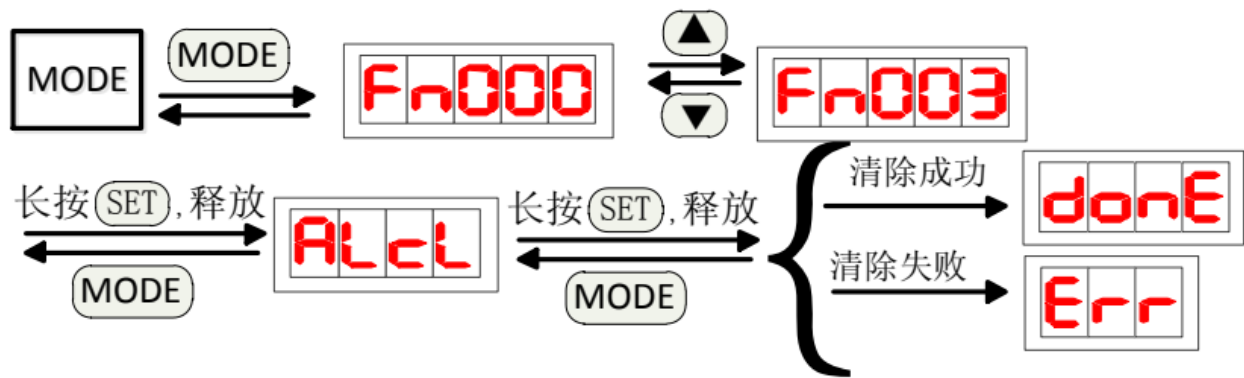 MODE
MODE
Fn000
▲
▼
Fn003
长按SET,释放
MODE
ALcL
长按SET,释放
MODE
清除成功
donE
清除失败
Err